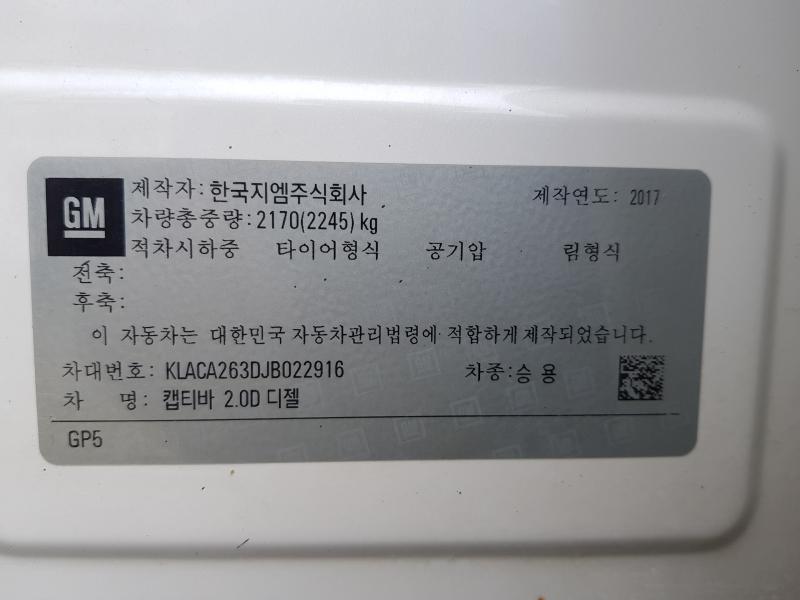 GM
제작자: 한국지엠주식회사 제작연도: 2017
차량총중량: 2170(2245) kg
적차시하중 타이어형식 공기압 림형식
전축:
후축:
이 자동차는 대한민국 자동차관리법령에 적합하게 제작되었습니다.
차대번호: KLACA263DJB022916 차종:승 용
차 명: 캡티바 2.0D 디젤
GP5